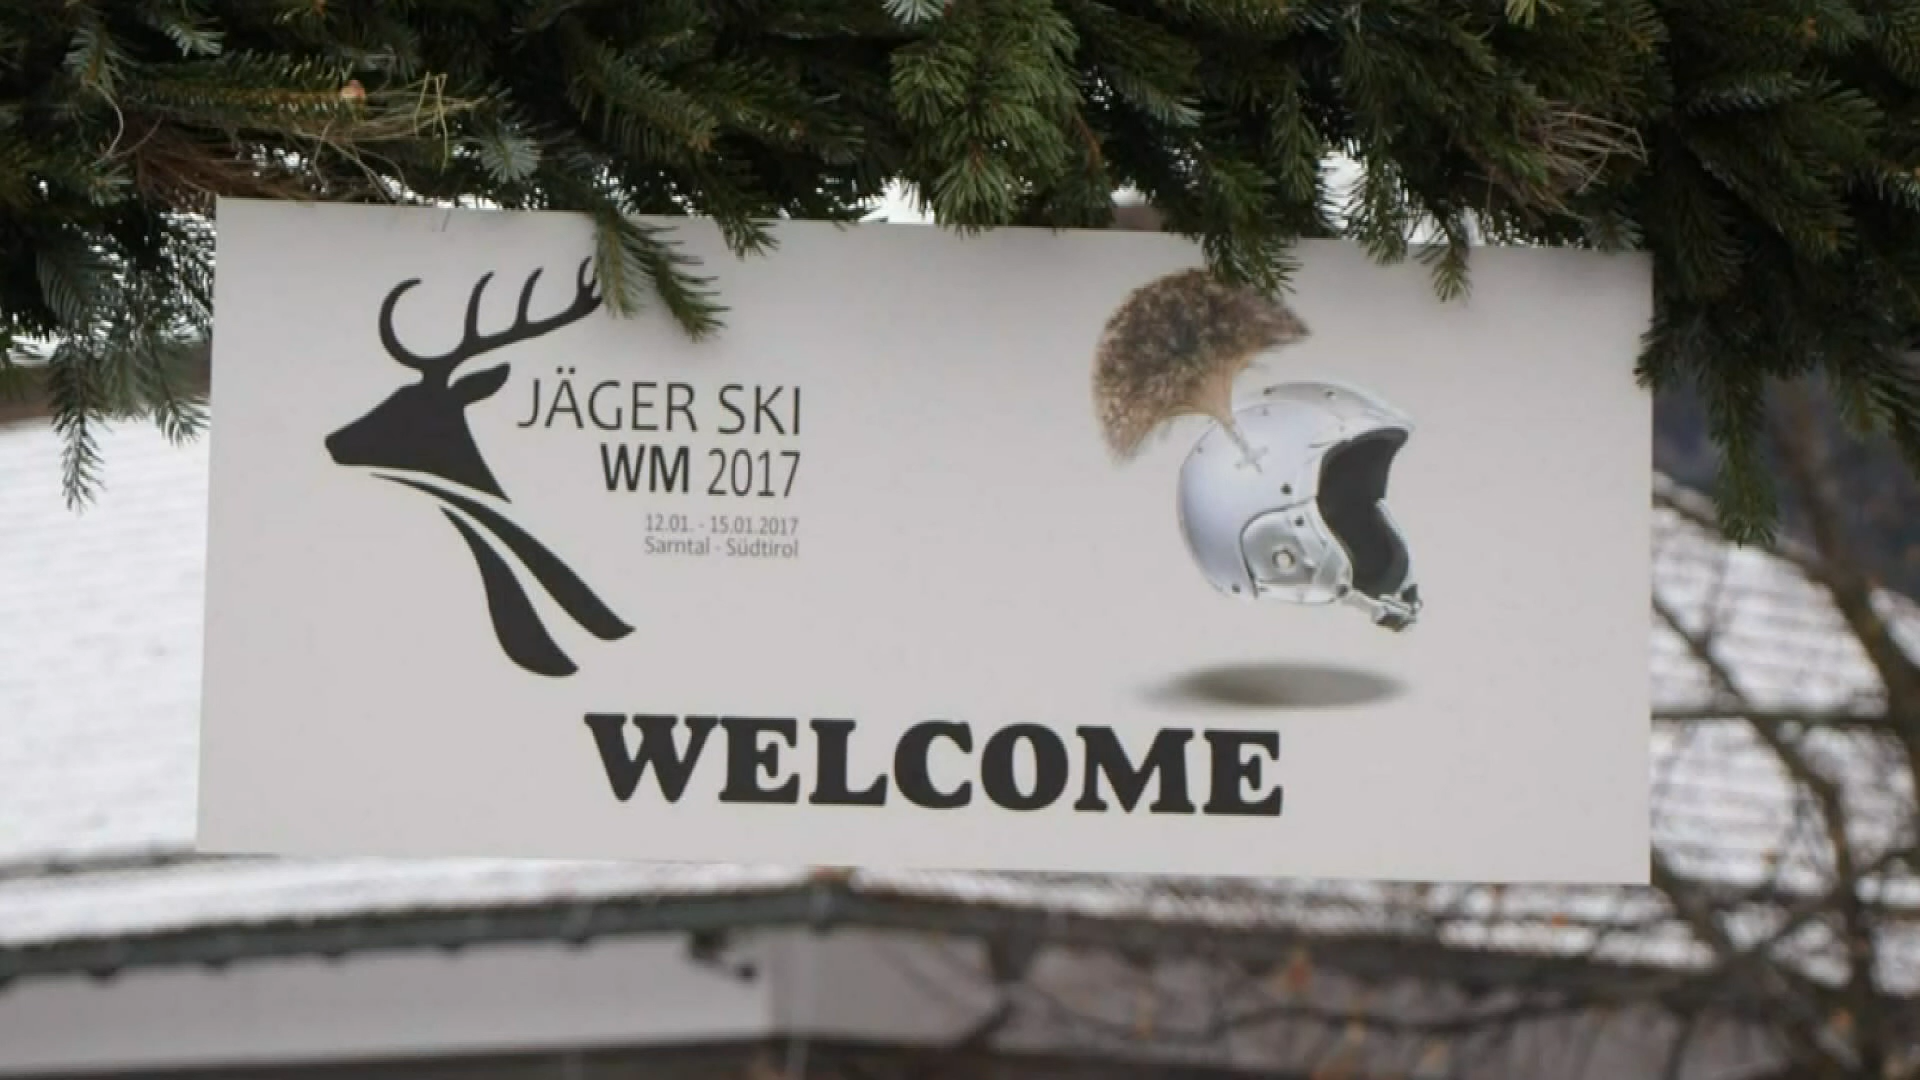 JÄGER SKI
WM 2017
12.01. - 15.01.2017
Sarntal - Südtirol
WELCOME